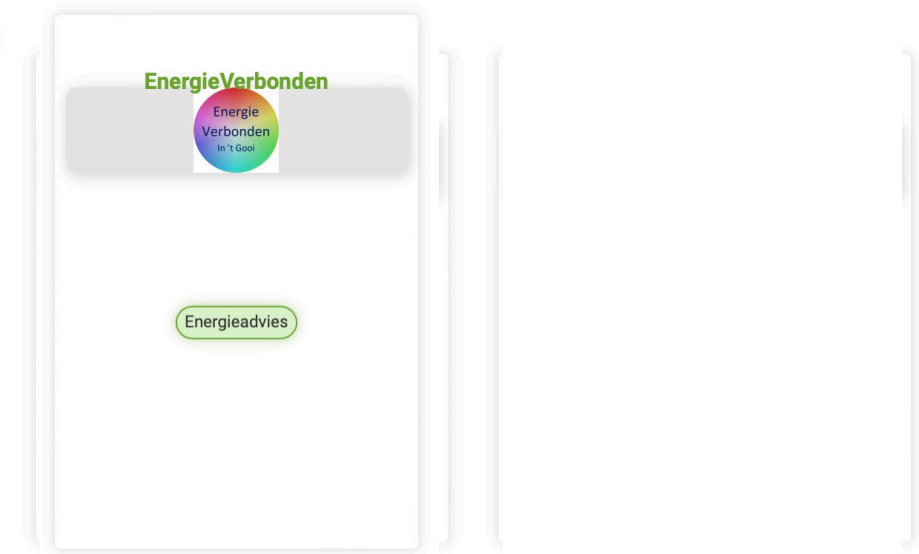 EnergieVerbonden
Energie
Verbonden
In 't Gooi
Energieadvies